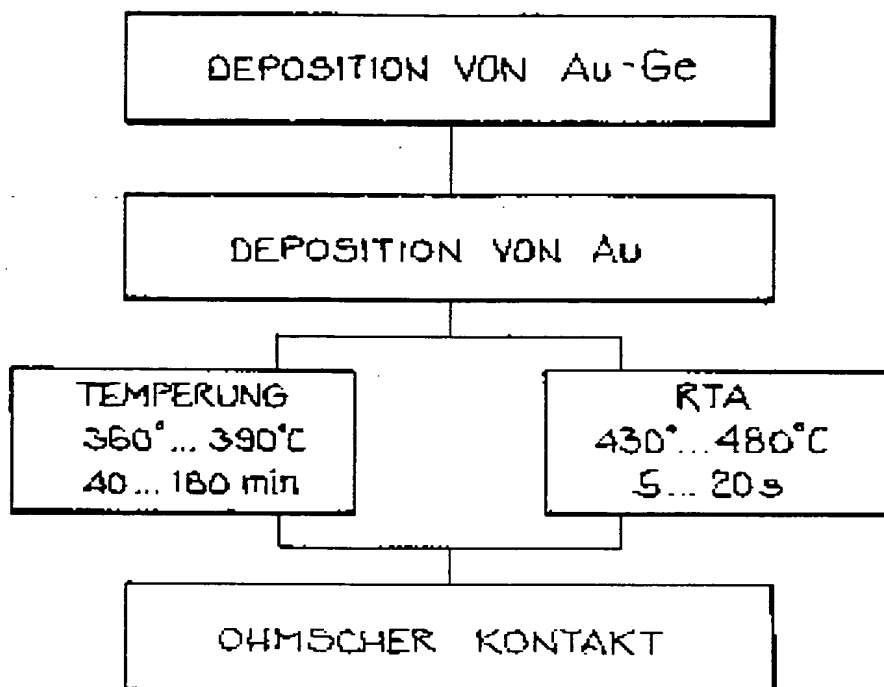 DEPOSITION VON Au-Ge
DEPOSITION VON Au
TEMPERUNG
360°... 390°C
40... 180 min
RTA
430°...480°C
5... 20 s
OHMSCHER KONTAKT